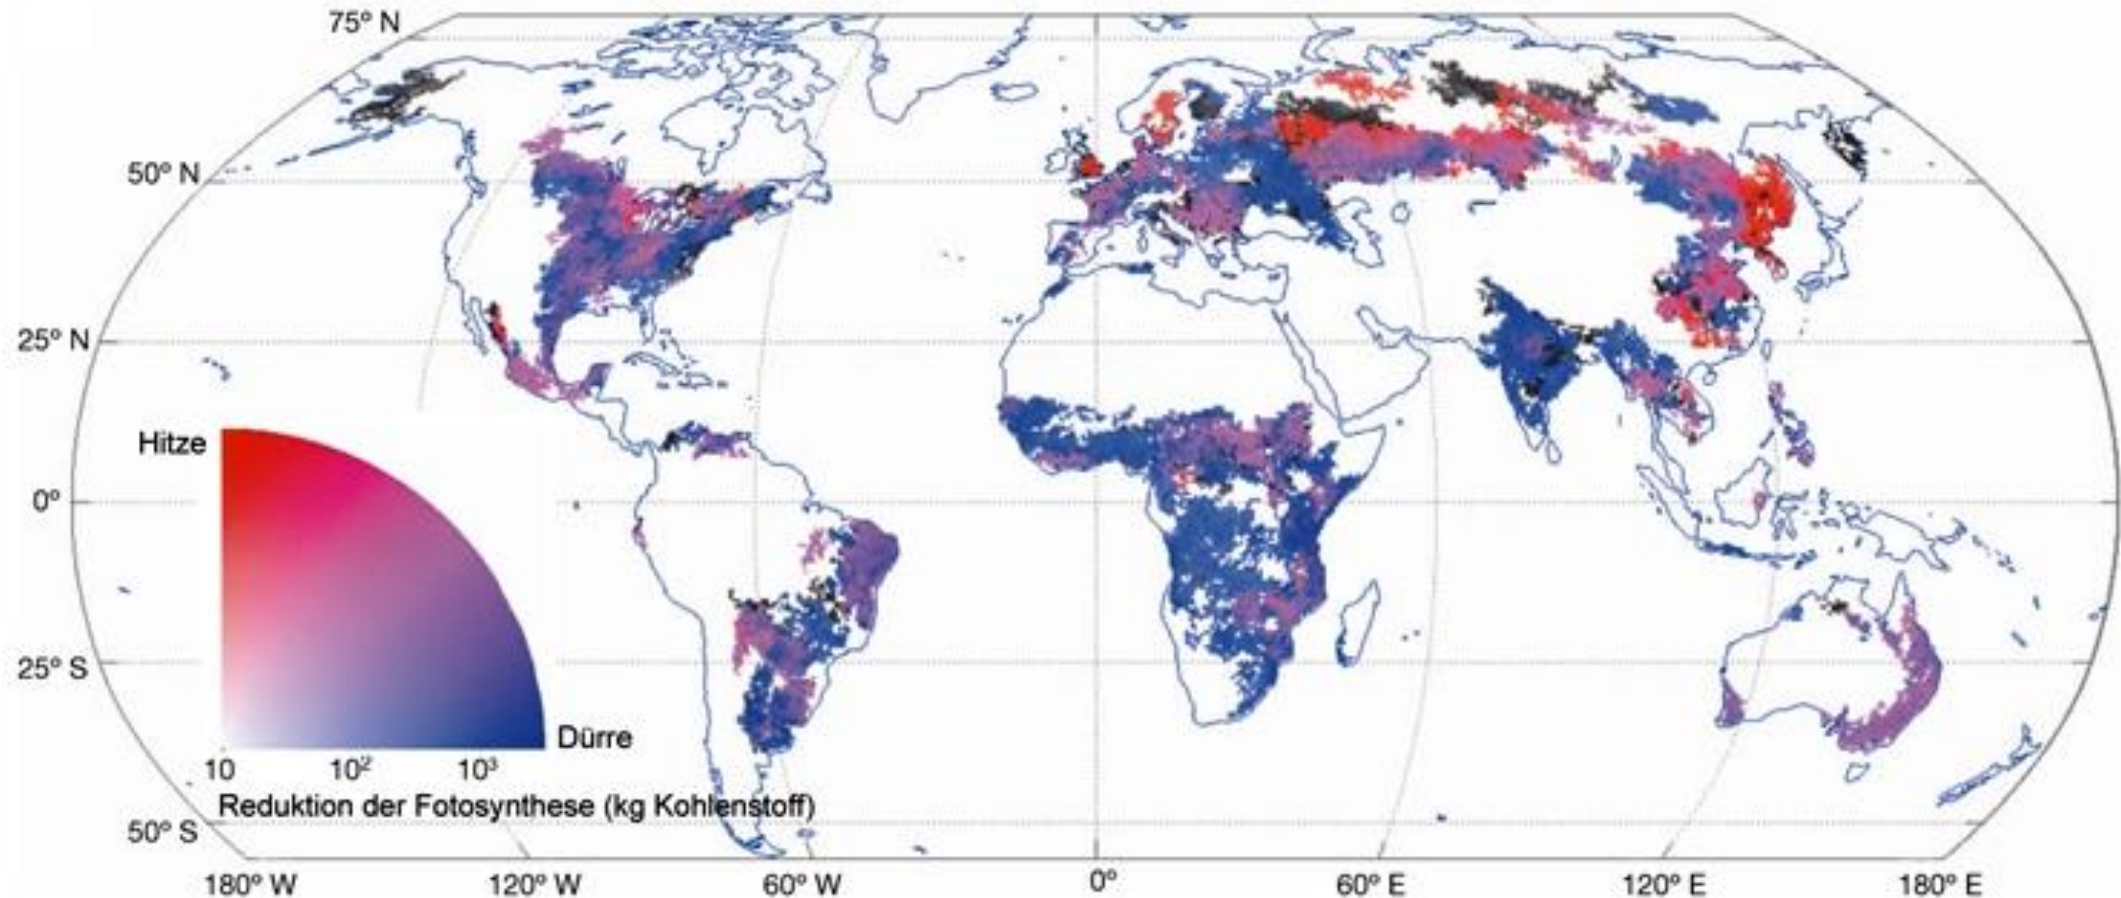 75° N
50° N
25° N
Hitze
0°
25° S
Dürre
10 10² 10³
Reduktion der Fotosynthese (kg Kohlenstoff)
50° S
180° W 120° W 60° W 0° 60° E 120° E 180° E